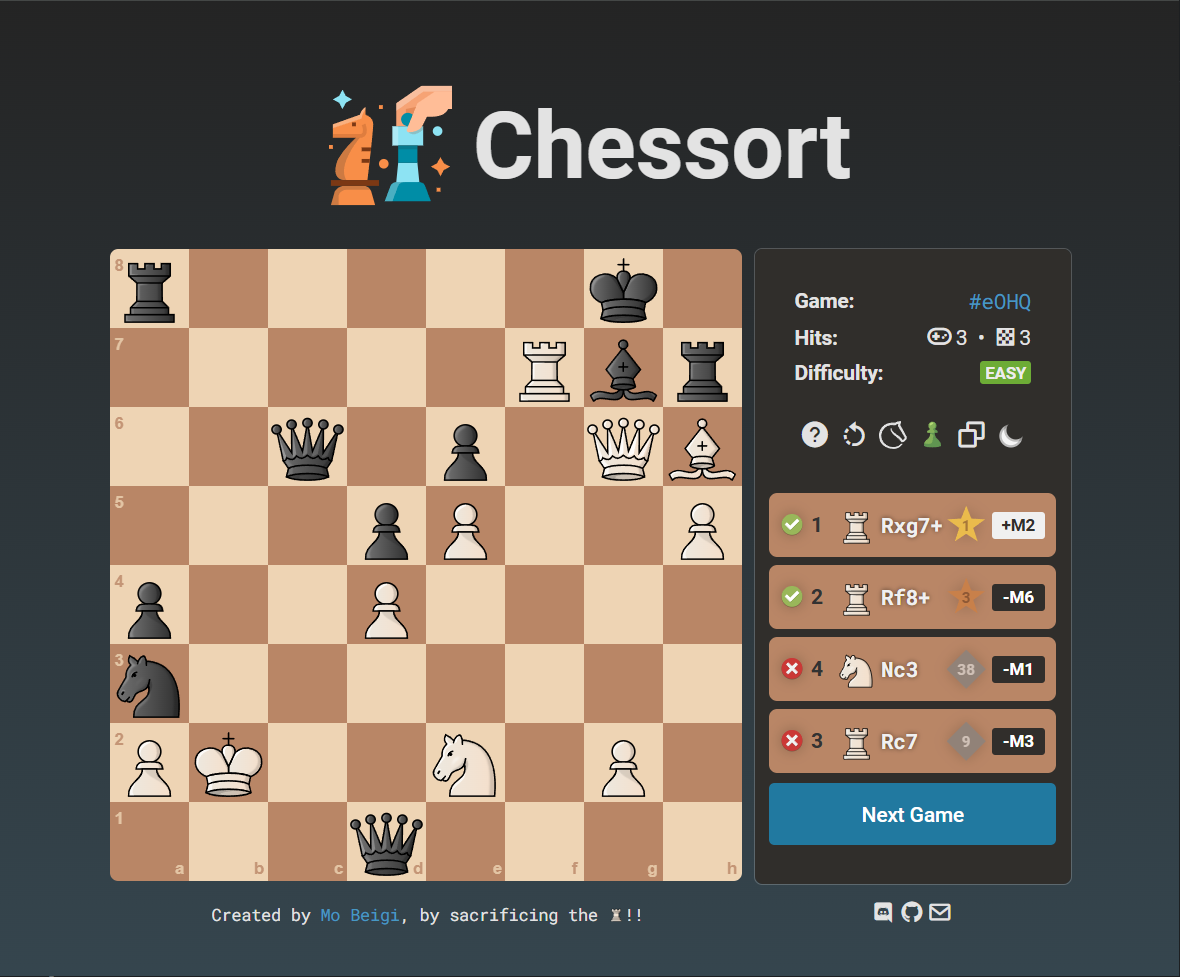 Chessort
8
7
6
5
4
3
2
1
a b c d e f g h
Game: #eOHQ
Hits: 3 • 3
Difficulty: EASY
?
1 Rxg7+ 1 +M2
2 Rf8+ 3 -M6
4 Nc3 38 -M1
3 Rc7 9 -M3
Next Game
Created by Mo Beigi, by sacrificing the ♜!!